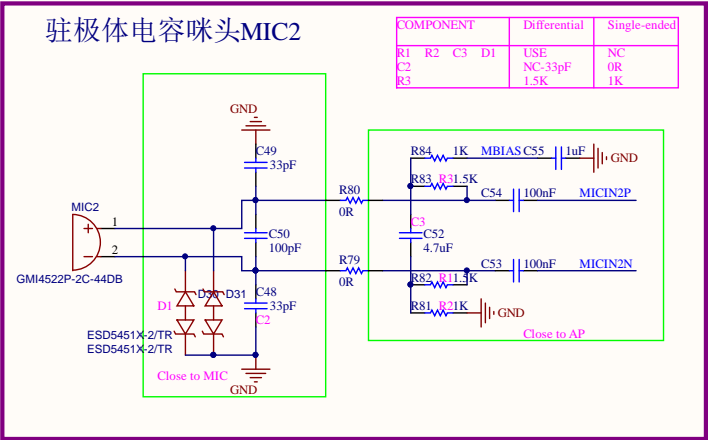 驻极体电容咪头MIC2
COMPONENT Differential Single-ended
R1 R2 C3 D1 USE NC
C2 NC-33pF 0R
R3 1.5K 1K
GND
C49
33pF
R84 1K MBIAS C55 1uF GND
R83 R3 1.5K
R80
0R
C54 100nF MICIN2P
MIC2
1
2
GMI4522P-2C-44DB
C50
100pF
C3
C52
4.7uF
R79
0R
C53 100nF MICIN2N
R82 R1 1.5K
D1 D30 D31
C48
33pF
C2
R81 R2 1K GND
ESD5451X-2/TR
ESD5451X-2/TR
Close to AP
Close to MIC
GND